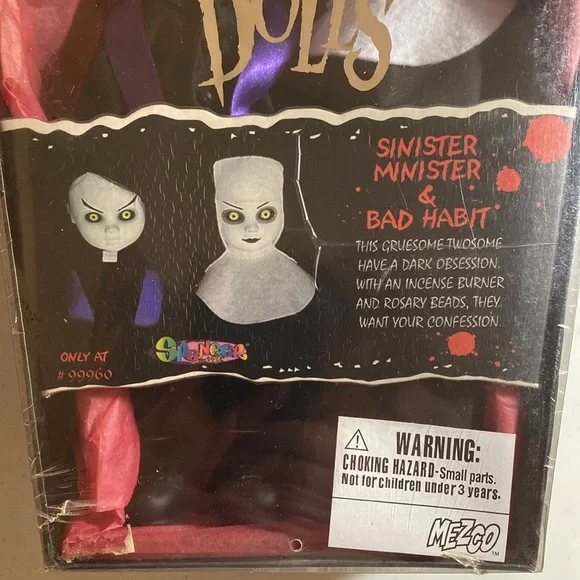 DOLLS
SINISTER
MINISTER
&
BAD HABIT
THIS GRUESOME TWOSOME
HAVE A DARK OBSESSION.
WITH AN INCENSE BURNER
AND ROSARY BEADS, THEY
WANT YOUR CONFESSION.
ONLY AT
SPENCER
# 99960
WARNING:
CHOKING HAZARD-Small parts.
Not for children under 3 years.
MEZCO TM